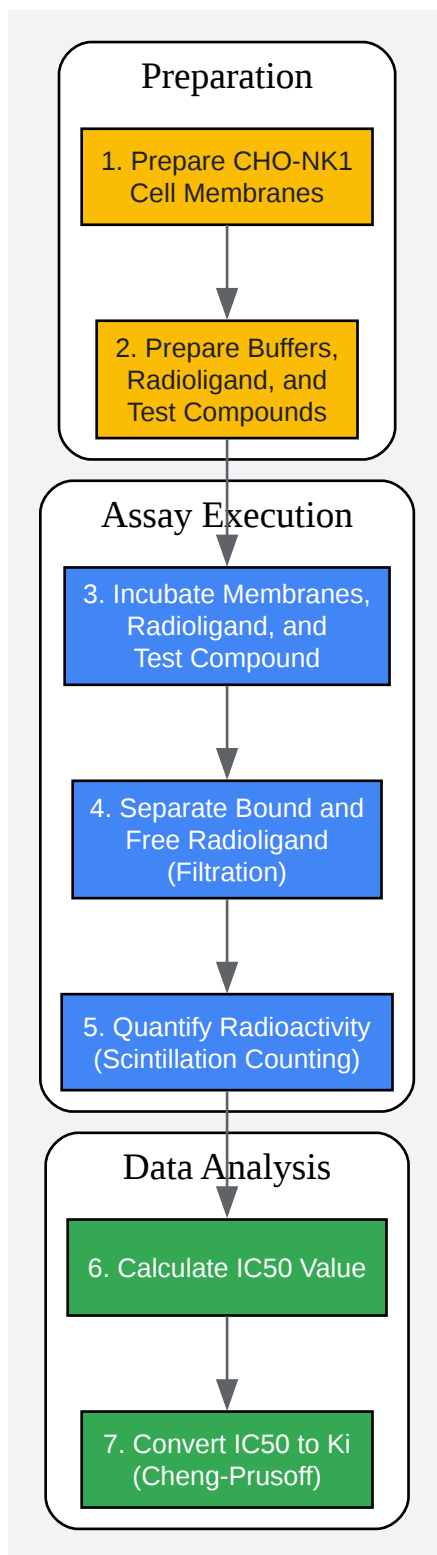 Preparation
1. Prepare CHO-NK1
Cell Membranes
2. Prepare Buffers,
Radioligand, and
Test Compounds
Assay Execution
3. Incubate Membranes,
Radioligand, and
Test Compound
4. Separate Bound and
Free Radioligand
(Filtration)
5. Quantify Radioactivity
(Scintillation Counting)
Data Analysis
6. Calculate IC50 Value
7. Convert IC50 to Ki
(Cheng-Prusoff)